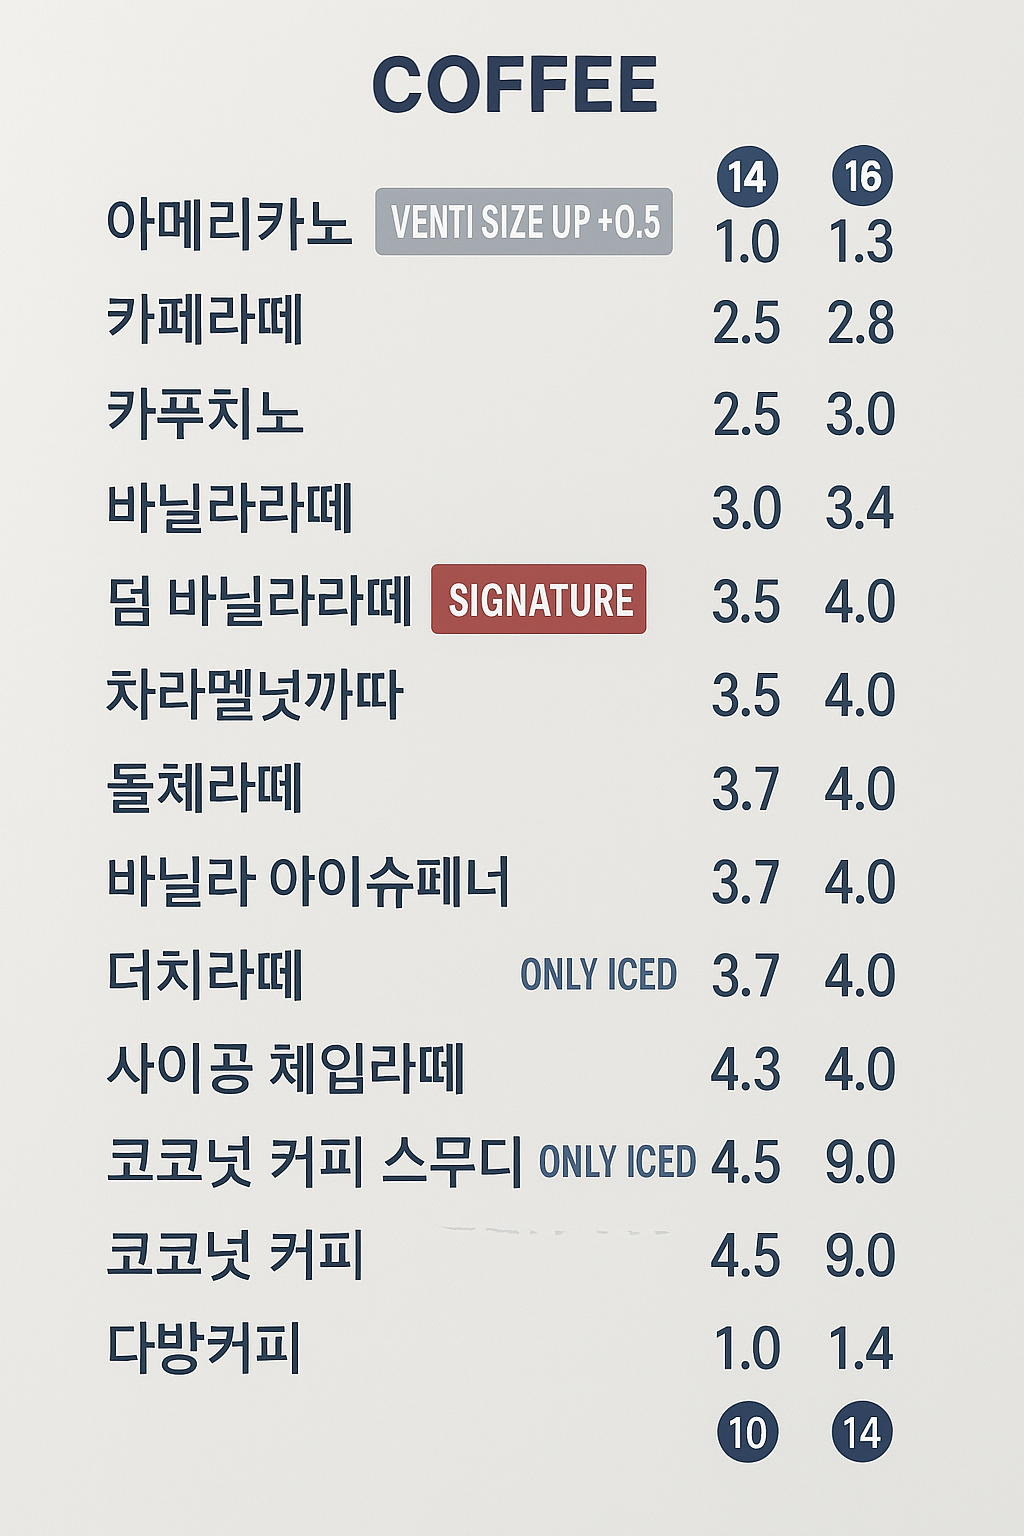 COFFEE
14 16
아메리카노 VENTI SIZE UP +0.5 1.0 1.3
카페라떼 2.5 2.8
카푸치노 2.5 3.0
바닐라라떼 3.0 3.4
덤 바닐라라떼 SIGNATURE 3.5 4.0
차라멜넛까따 3.5 4.0
돌체라떼 3.7 4.0
바닐라 아이슈페너 3.7 4.0
더치라떼 ONLY ICED 3.7 4.0
사이공 체입라떼 4.3 4.0
코코넛 커피 스무디 ONLY ICED 4.5 9.0
코코넛 커피 4.5 9.0
다방커피 1.0 1.4
10 14